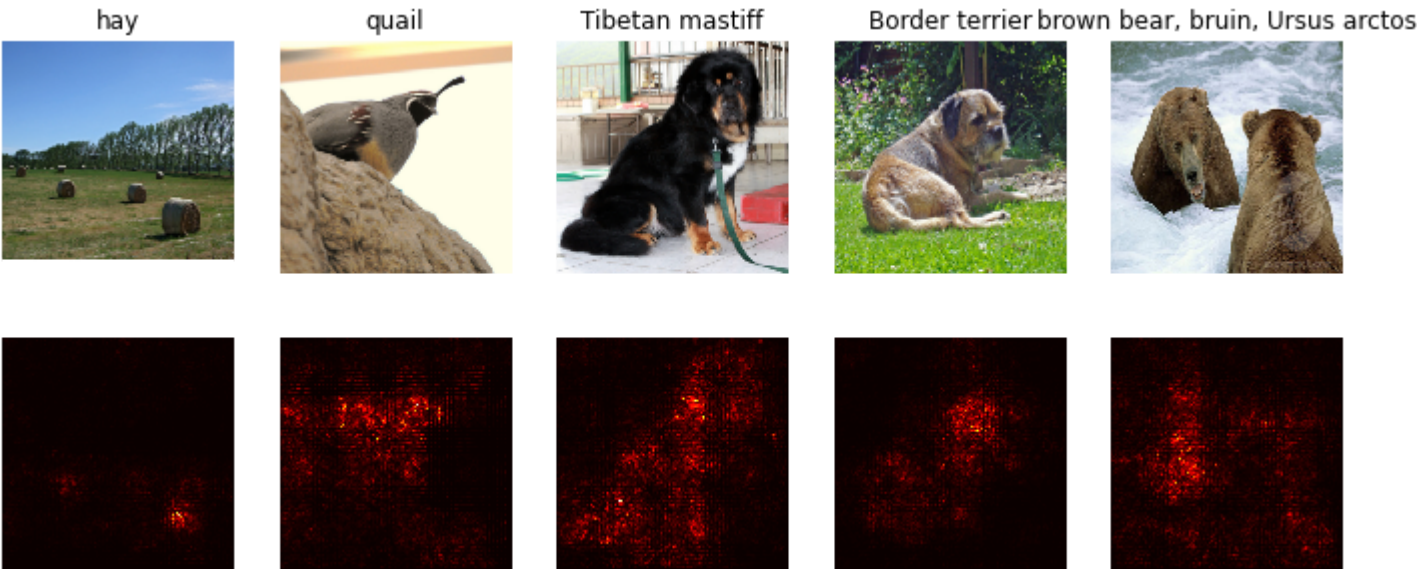 hay
quail
Tibetan mastiff
Border terrier
brown bear, bruin, Ursus arctos